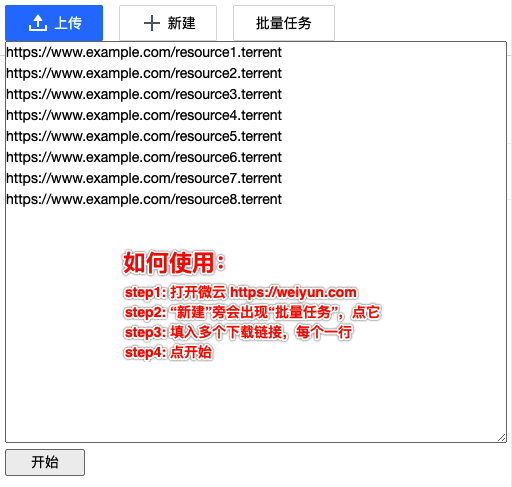 上传
新建
批量任务
https://www.example.com/resource1.terrent
https://www.example.com/resource2.terrent
https://www.example.com/resource3.terrent
https://www.example.com/resource4.terrent
https://www.example.com/resource5.terrent
https://www.example.com/resource6.terrent
https://www.example.com/resource7.terrent
https://www.example.com/resource8.terrent
如何使用：
step1: 打开微云 https://weiyun.com
step2: “新建”旁会出现“批量任务”，点它
step3: 填入多个下载链接，每个一行
step4: 点开始
开始